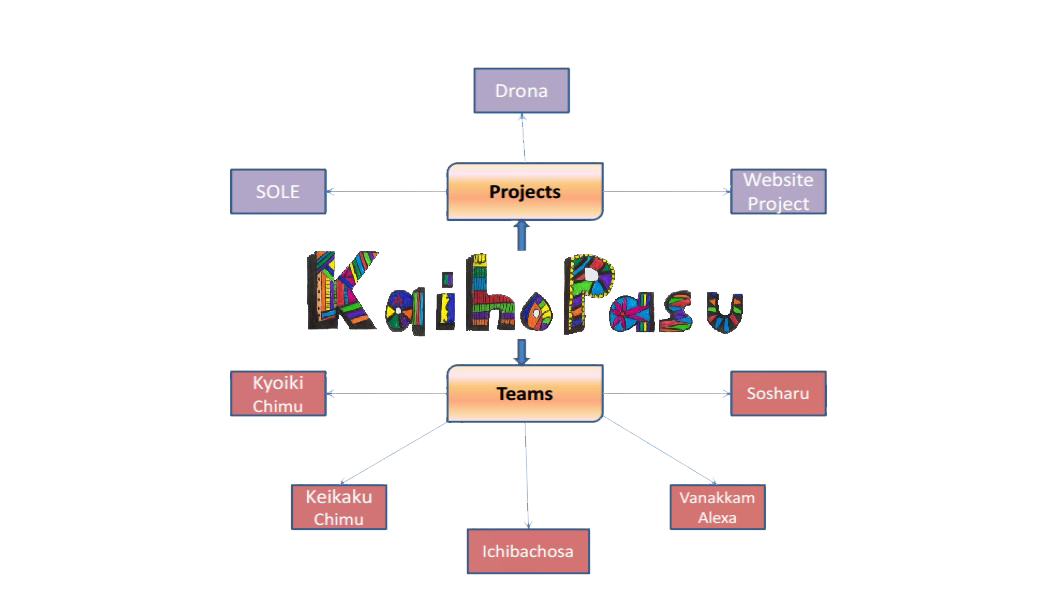 Drona
SOLE
Projects
Website
Project
KaihoPasu
Kyoiki
Chimu
Teams
Sosharu
Keikaku
Chimu
Ichibachosa
Vanakkam
Alexa